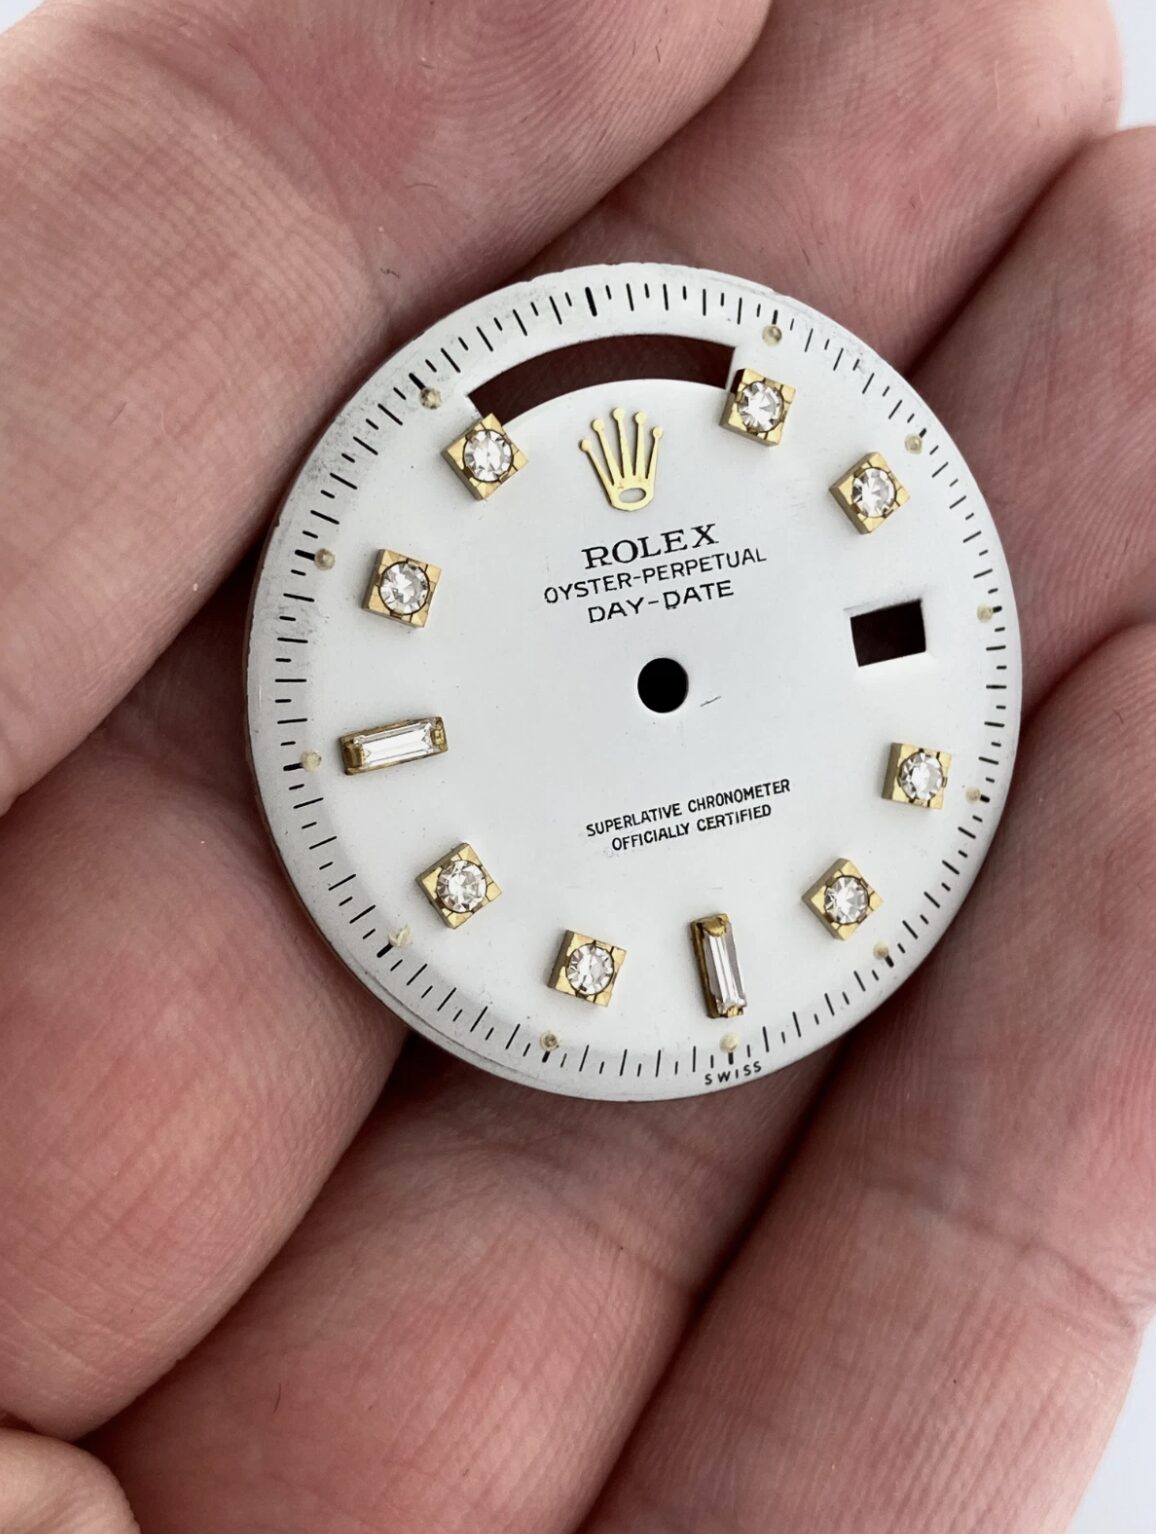 ROLEX
OYSTER-PERPETUAL
DAY-DATE
SUPERLATIVE CHRONOMETER
OFFICIALLY CERTIFIED
SWISS